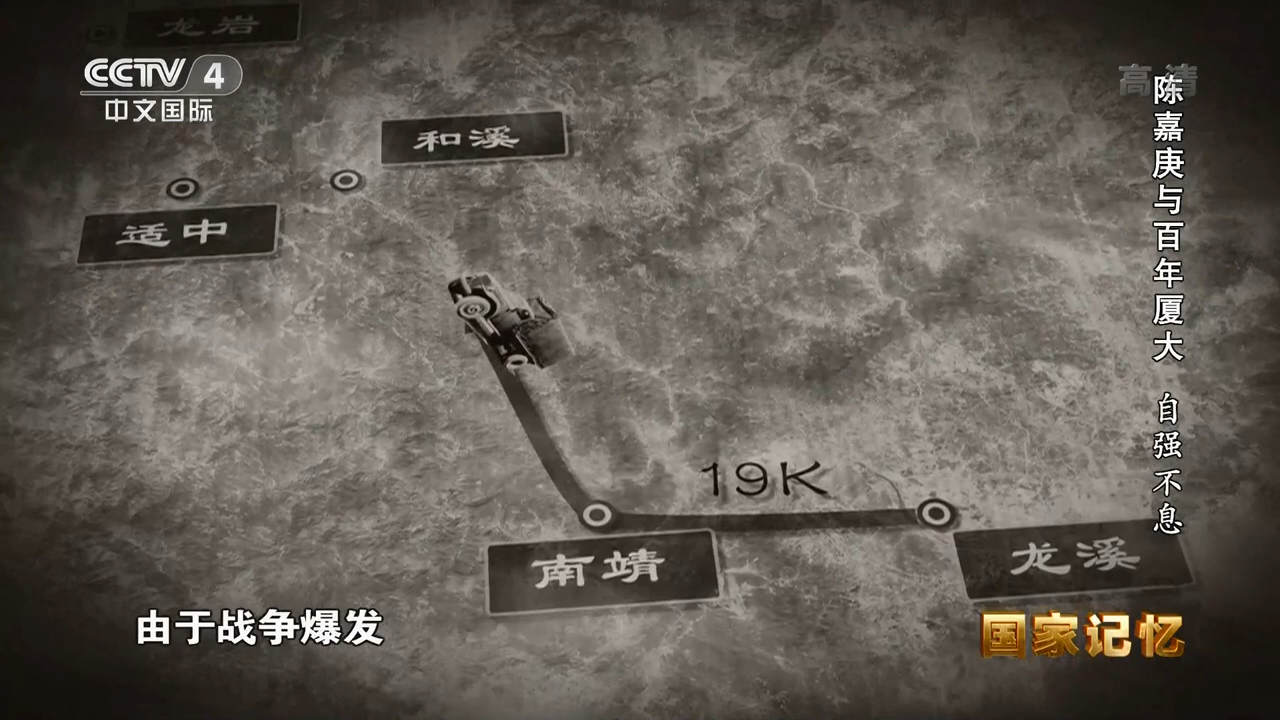 龙岩
CCTV 4
中文国际
高清
和溪
适中
19K
南靖
龙溪
陈嘉庚与百年厦大 自强不息
由于战争爆发
国家记忆